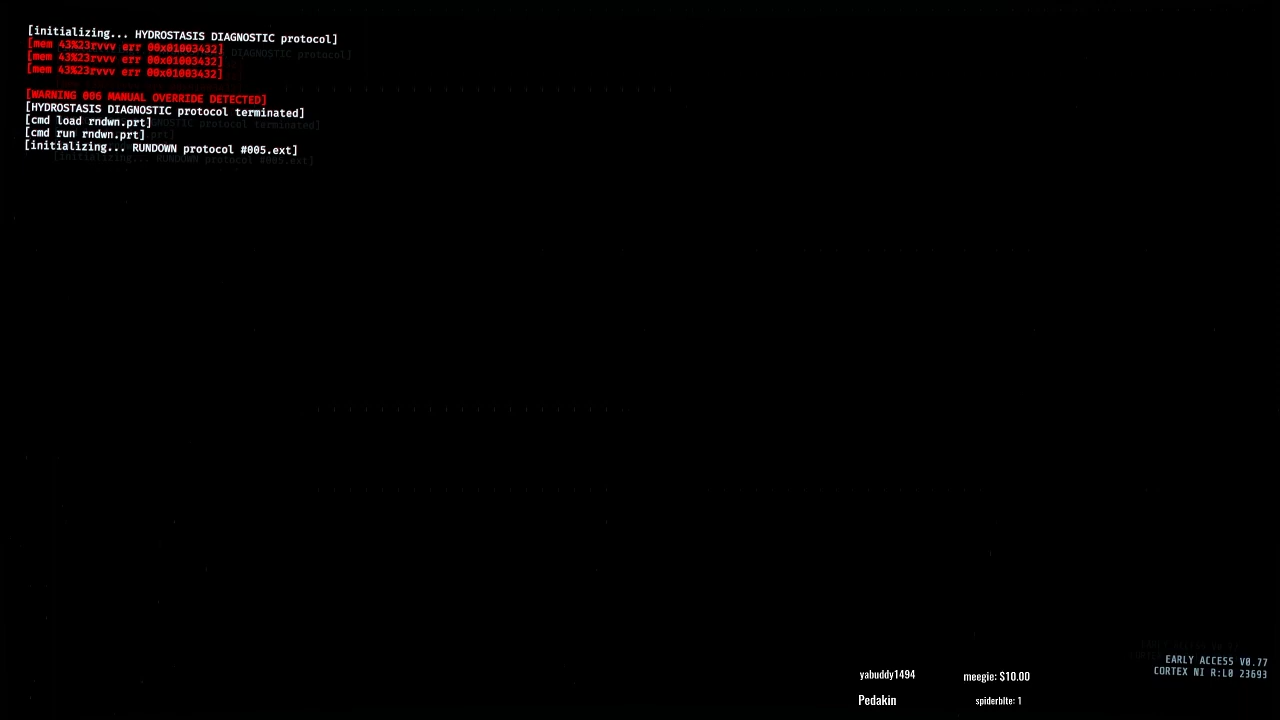 [initializing... HYDROSTASIS DIAGNOSTIC protocol]
[mem 43%23rvvv err 00x01003432]
[mem 43%23rvvv err 00x01003432]
[mem 43%23rvvv err 00x01003432]
[WARNING 006 MANUAL OVERRIDE DETECTED]
[HYDROSTASIS DIAGNOSTIC protocol terminated]
[cmd load rndwn.prt]
[cmd run rndwn.prt]
[initializing... RUNDOWN protocol #005.ext]
EARLY ACCESS V0.77
CORTEX NI R:L0 23693
yabuddy1494 meegie: $10.00
Pedakin spiderblte: 1